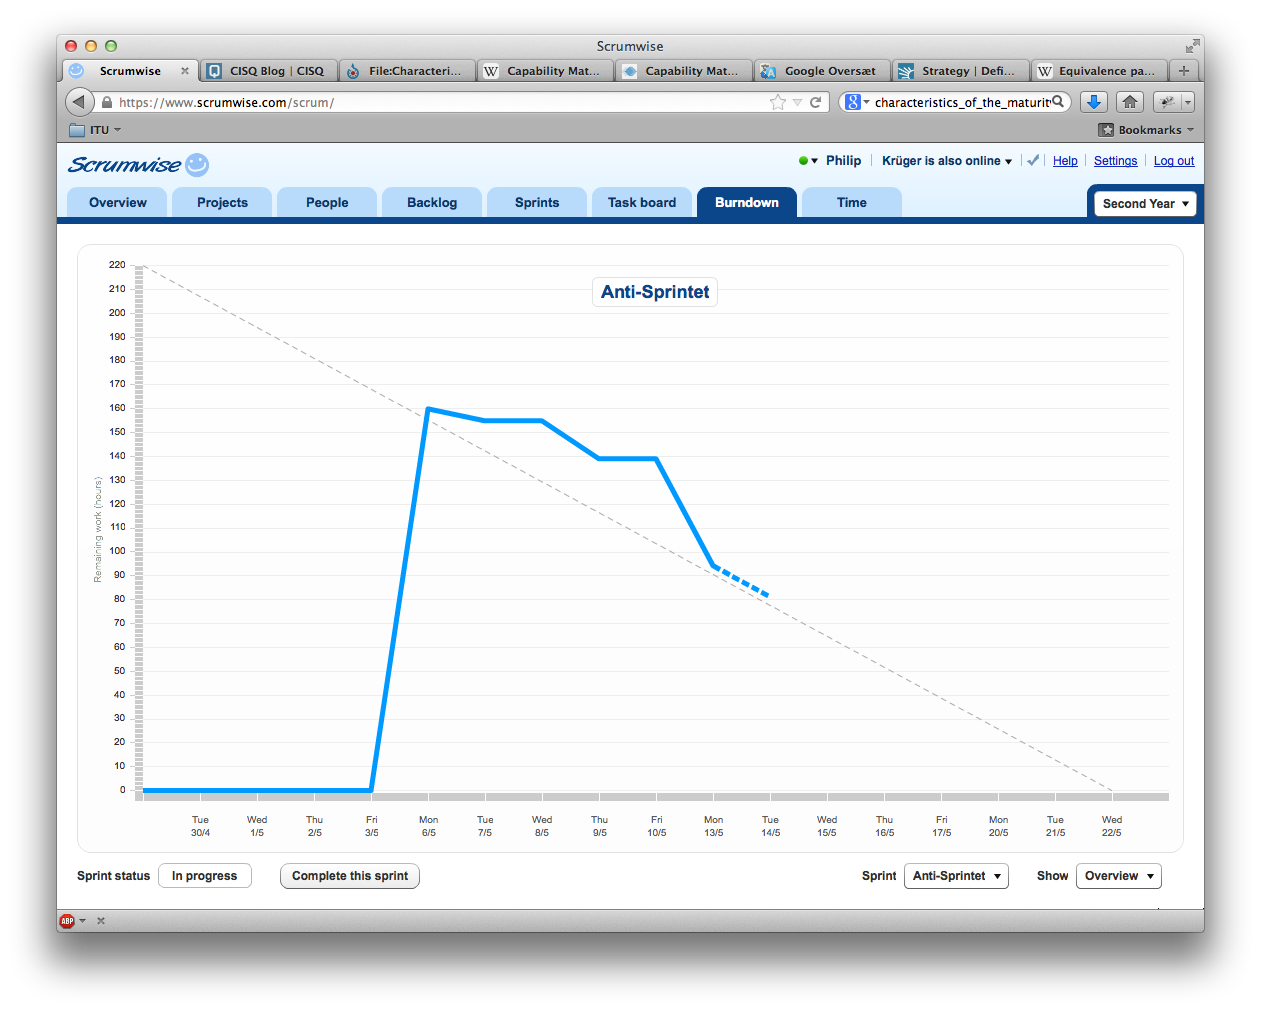 Scrumwise
Scrumwise CISQ Blog | CISQ File:Characteri... Capability Mat... Capability Mat... Google Oversæt Strategy | Defi... Equivalence pa...
https://www.scrumwise.com/scrum/ characteristics_of_the_maturit
ITU Bookmarks
Scrumwise Philip Krüger is also online Help Settings Log out
Overview Projects People Backlog Sprints Task board Burndown Time Second Year
Anti-Sprintet
220
210
200
190
180
170
160
150
140
130
120
110
100
90
80
70
60
50
40
30
20
10
0
Remaining work (hours)
Tue Wed Thu Fri Mon Tue Wed Thu Fri Mon Tue Wed Thu Fri Mon Tue Wed
30/4 1/5 2/5 3/5 6/5 7/5 8/5 9/5 10/5 13/5 14/5 15/5 16/5 17/5 20/5 21/5 22/5
Sprint status In progress Complete this sprint Sprint Anti-Sprintet Show Overview
ABP